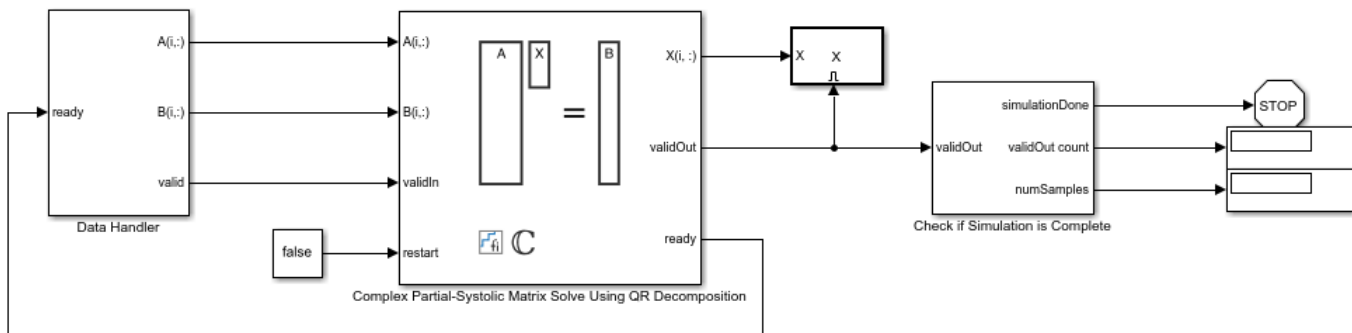 A(i,:)
B(i,:)
ready
valid
Data Handler
false
A(i,:)
B(i,:)
validIn
restart
A
X
=
B
fi
ℂ
X(i, :)
validOut
ready
Complex Partial-Systolic Matrix Solve Using QR Decomposition
X
X
validOut
simulationDone
validOut count
numSamples
Check if Simulation is Complete
STOP